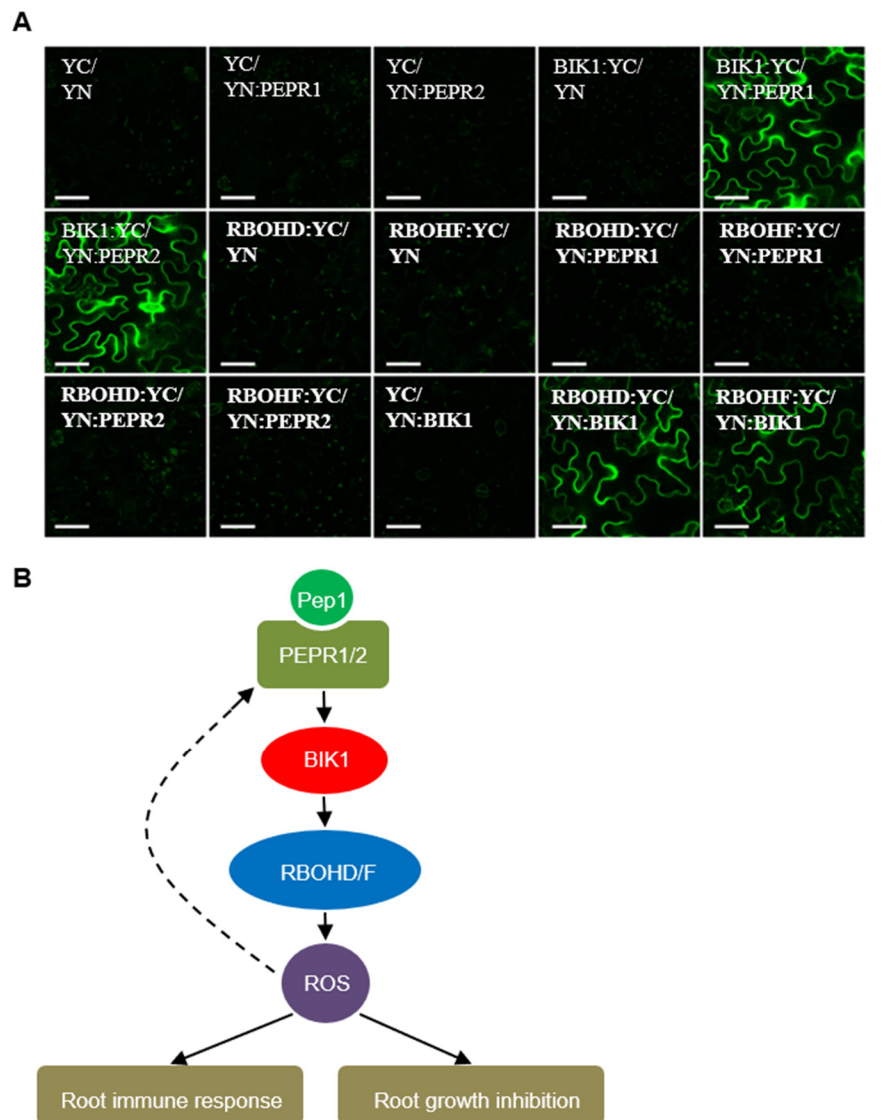 A
YC/
YN
YC/
YN:PEPR1
YC/
YN:PEPR2
BIK1:YC/
YN
BIK1:YC/
YN:PEPR1
BIK1:YC/
YN:PEPR2
RBOHD:YC/
YN
RBOHF:YC/
YN
RBOHD:YC/
YN:PEPR1
RBOHF:YC/
YN:PEPR1
RBOHD:YC/
YN:PEPR2
RBOHF:YC/
YN:PEPR2
YC/
YN:BIK1
RBOHD:YC/
YN:BIK1
RBOHF:YC/
YN:BIK1
B
Pep1
PEPR1/2
BIK1
RBOHD/F
ROS
Root immune response
Root growth inhibition